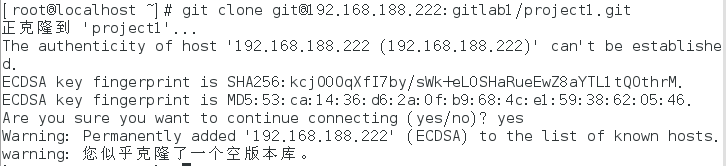 [root@localhost ~]# git clone git@192.168.188.222:gitlab1/project1.git
正克隆到 'project1'...
The authenticity of host '192.168.188.222 (192.168.188.222)' can't be establishe
d.
ECDSA key fingerprint is SHA256:kcjOOOqXfI7by/sWk+eLOSHaRueEwZ8aYTL1tQOthrM.
ECDSA key fingerprint is MD5:53:ca:14:36:d6:2a:0f:b9:68:4c:e1:59:38:62:05:46.
Are you sure you want to continue connecting (yes/no)? yes
Warning: Permanently added '192.168.188.222' (ECDSA) to the list of known hosts.
warning: 您似乎克隆了一个空版本库。